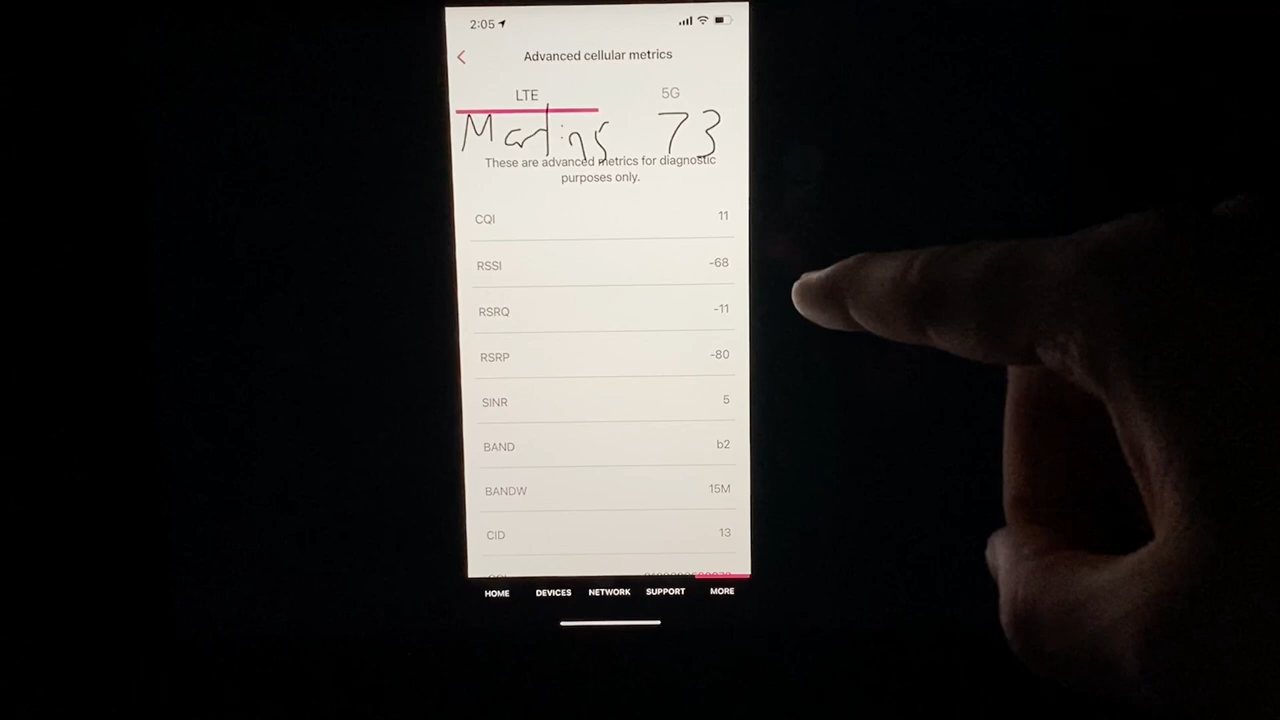 2:05
Advanced cellular metrics
LTE 5G
73
These are advanced metrics for diagnostic
purposes only.
CQI 11
RSSI -68
RSRQ -11
RSRP -80
SINR 5
BAND b2
BANDW 15M
CID 13
HOME DEVICES NETWORK SUPPORT MORE